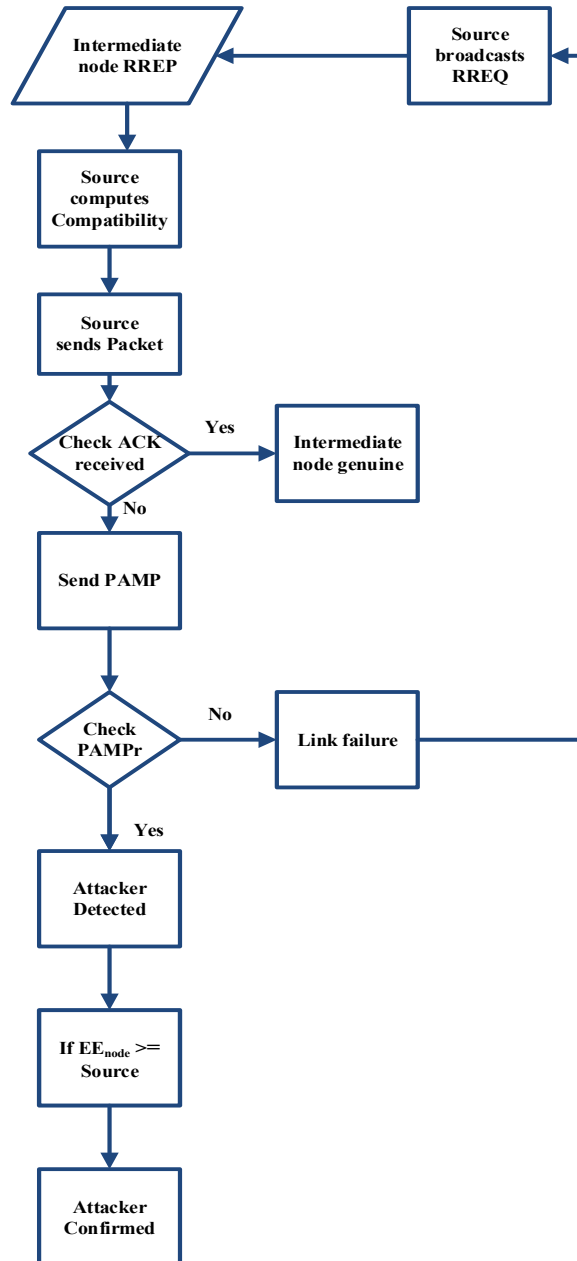 Intermediate
node RREP
Source
broadcasts
RREQ
Source
computes
Compatibility
Source
sends Packet
Check ACK
received
Yes
Intermediate
node genuine
No
Send PAMP
Check
PAMPr
No
Link failure
Yes
Attacker
Detected
If EEnode >=
Source
Attacker
Confirmed